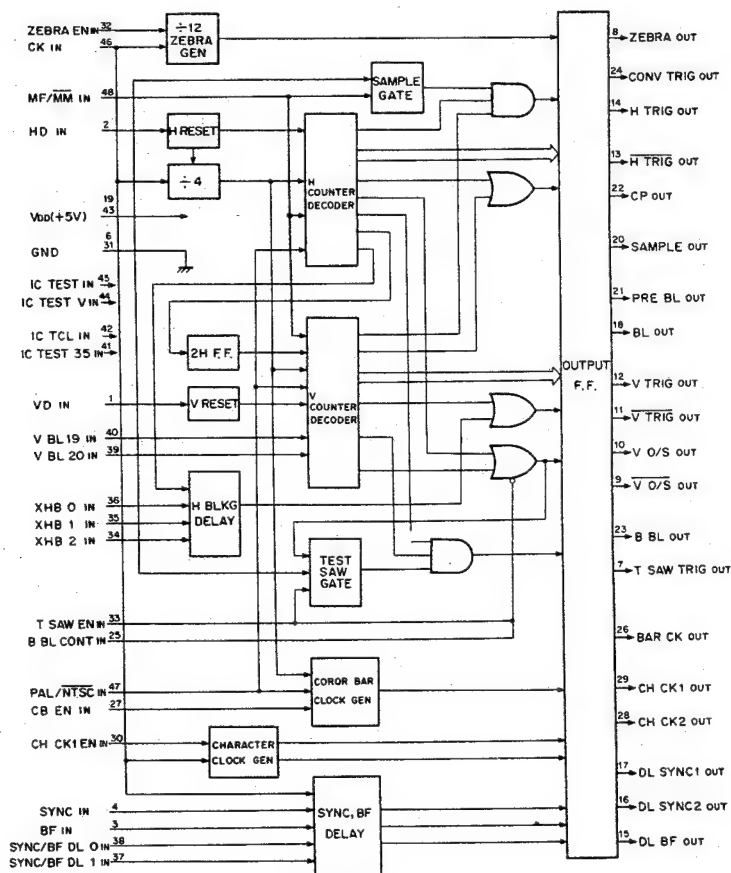 32 ZEBRA EN IN
46 CK IN
÷12 ZEBRA GEN
48 MF/MM IN
2 HD IN
H RESET
÷4
SAMPLE GATE
H COUNTER DECODER
19
43 VDD(+5V)
6
31 GND
45 IC TEST IN
44 IC TEST V IN
42 IC TCL IN
41 IC TEST 35 IN
2H F.F.
1 VD IN
V RESET
V COUNTER DECODER
40 V BL 19 IN
39 V BL 20 IN
36 XHB 0 IN
35 XHB 1 IN
34 XHB 2 IN
H BLKG DELAY
TEST SAW GATE
33 T SAW EN IN
25 B BL CONT IN
47 PAL/NTSC IN
27 CB EN IN
COROR BAR CLOCK GEN
30 CH CK1 EN IN
CHARACTER CLOCK GEN
4 SYNC IN
3 BF IN
38 SYNC/BF DL 0 IN
37 SYNC/BF DL 1 IN
SYNC, BF DELAY
OUTPUT F.F.
8 ZEBRA OUT
24 CONV TRIG OUT
14 H TRIG OUT
13 H TRIG OUT
22 CP OUT
20 SAMPLE OUT
21 PRE BL OUT
18 BL OUT
12 V TRIG OUT
11 V TRIG OUT
10 V O/S OUT
9 V O/S OUT
23 B BL OUT
7 T SAW TRIG OUT
26 BAR CK OUT
29 CH CK1 OUT
28 CH CK2 OUT
17 DL SYNC1 OUT
16 DL SYNC2 OUT
15 DL BF OUT